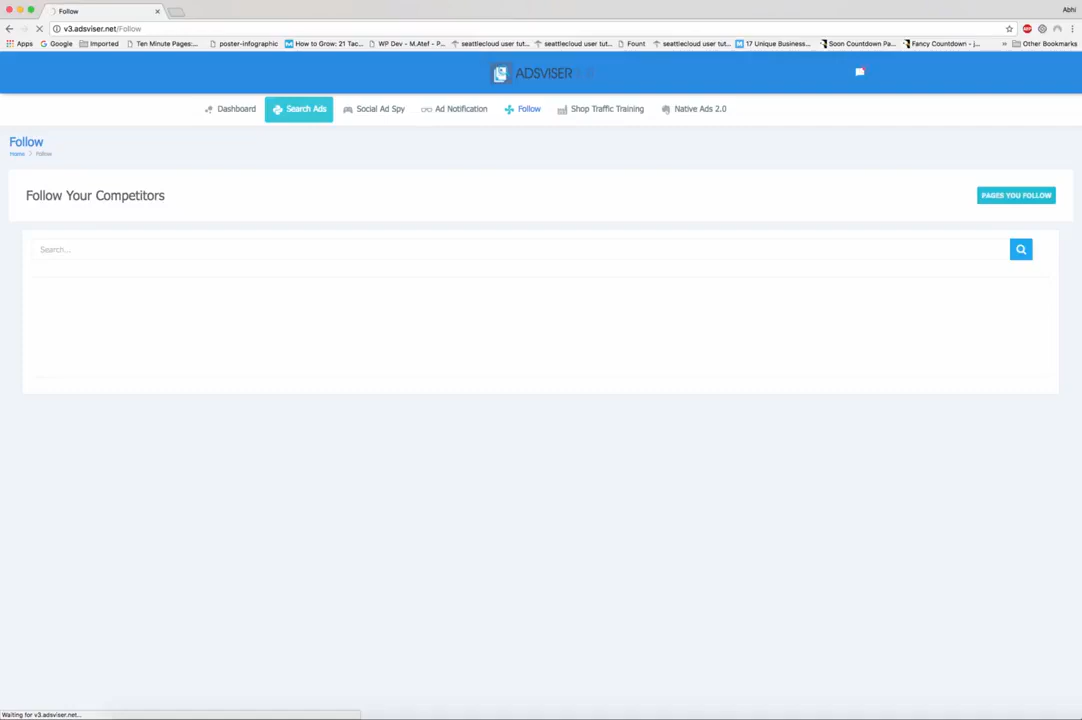 Follow
Abhi
v3.adsviser.net/Follow
Apps Google Imported Ten Minute Pages:... poster-infographic How to Grow: 21 Tac... WP Dev - M.Atef - P... seattlecloud user tut... seattlecloud user tut... Fount seattlecloud user tut... 17 Unique Business... Soon Countdown Pa... Fancy Countdown - j... » Other Bookmarks
ADSVISER
Dashboard Search Ads Social Ad Spy Ad Notification Follow Shop Traffic Training Native Ads 2.0
Follow
Home Follow
Follow Your Competitors
PAGES YOU FOLLOW
Search...
Waiting for v3.adsviser.net...